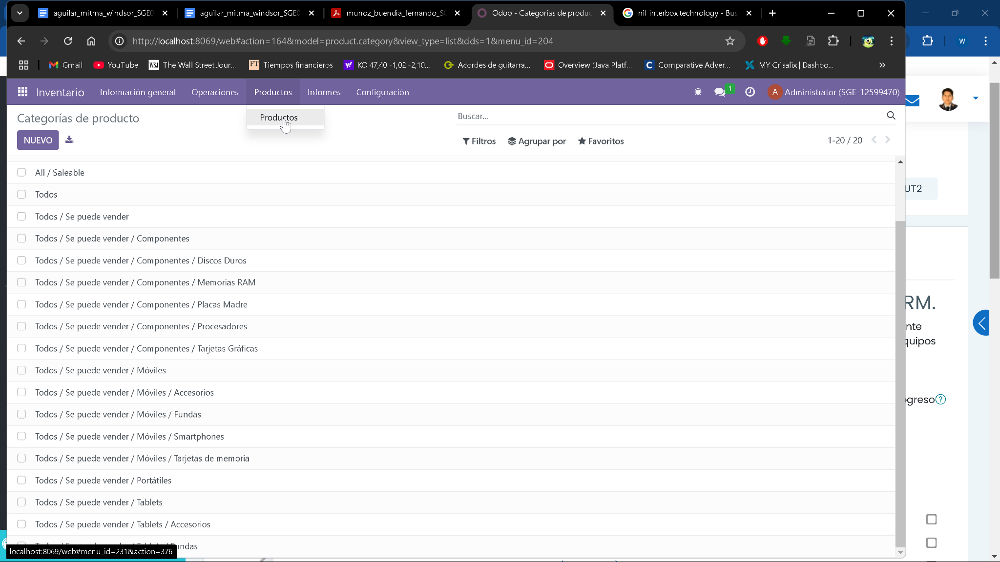 aguilar_mitma_windsor_SGE0
aguilar_mitma_windsor_SGE0
munoz_buendia_fernando_S
Odoo - Categorías de produc
nif interbox technology - Bus
http://localhost:8069/web#action=164&model=product.category&view_type=list&cids=1&menu_id=204
W
Gmail
YouTube
WSJ The Wall Street Jour...
FT Tiempos financieros
KO 47,40 -1,02 -2,10...
Acordes de guitarra...
Overview (Java Platf...
C Comparative Adver...
MY Crisalix | Dashbo...
Inventario
Información general
Operaciones
Productos
Informes
Configuración
1
A Administrator (SGE-12599470)
Categorías de producto
Productos
Buscar...
NUEVO
Filtros
Agrupar por
Favoritos
1-20 / 20
All / Saleable
Todos
Todos / Se puede vender
Todos / Se puede vender / Componentes
Todos / Se puede vender / Componentes / Discos Duros
Todos / Se puede vender / Componentes / Memorias RAM
Todos / Se puede vender / Componentes / Placas Madre
Todos / Se puede vender / Componentes / Procesadores
Todos / Se puede vender / Componentes / Tarjetas Gráficas
Todos / Se puede vender / Móviles
Todos / Se puede vender / Móviles / Accesorios
Todos / Se puede vender / Móviles / Fundas
Todos / Se puede vender / Móviles / Smartphones
Todos / Se puede vender / Móviles / Tarjetas de memoria
Todos / Se puede vender / Portátiles
Todos / Se puede vender / Tablets
Todos / Se puede vender / Tablets / Accesorios
undas
localhost:8069/web#menu_id=231&action=376
UT2
RM.
nte
quipos
ogreso